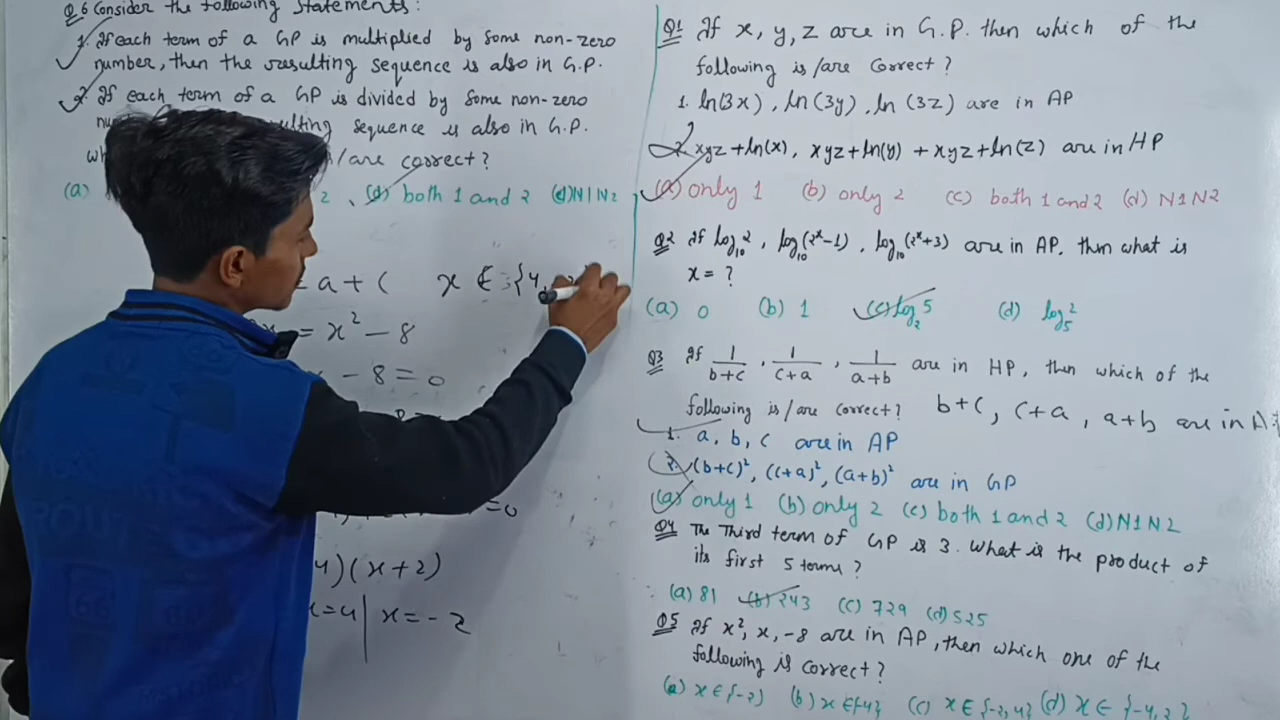 Q.6 Consider the following statements:
1. If each term of a GP is multiplied by some non-zero
number, then the resulting sequence is also in G.P.
2. If each term of a GP is divided by some non-zero
sequence is also in G.P.
/are correct?
(a) 2 (c) both 1 and 2 (d) N1 N2
= a + c x ∈ {4, -2
= x² - 8
- 8 = 0
= 0
4)(x+2)
x=4 | x=-2
Q1 If x, y, z are in G.P. then which of the
following is/are correct?
1. ln(3x), ln(3y), ln(3z) are in AP
2. xyz + ln(x), xyz + ln(y) + xyz + ln(z) are in HP
(a) only 1 (b) only 2 (c) both 1 and 2 (d) N1N2
Q2 If log₁₀2, log₁₀(2ˣ-1), log₁₀(2ˣ+3) are in AP, then what is
x = ?
(a) 0 (b) 1 (c) log₂5 (d) log₅2
Q3 If 1/(b+c), 1/(c+a), 1/(a+b) are in HP, then which of the
following is/are correct? b+c, c+a, a+b are in A
1. a, b, c are in AP
2. (b+c)², (c+a)², (a+b)² are in GP
(a) only 1 (b) only 2 (c) both 1 and 2 (d) N1 N2
Q4 The Third term of GP is 3. What is the product of
its first 5 terms?
(a) 81 (b) 243 (c) 729 (d) 525
Q5 If x², x, -8 are in AP, then which one of the
following is correct?
(a) x ∈ {-2} (b) x ∈ {4} (c) x ∈ {-2, 4} (d) x ∈ {-4, 2}